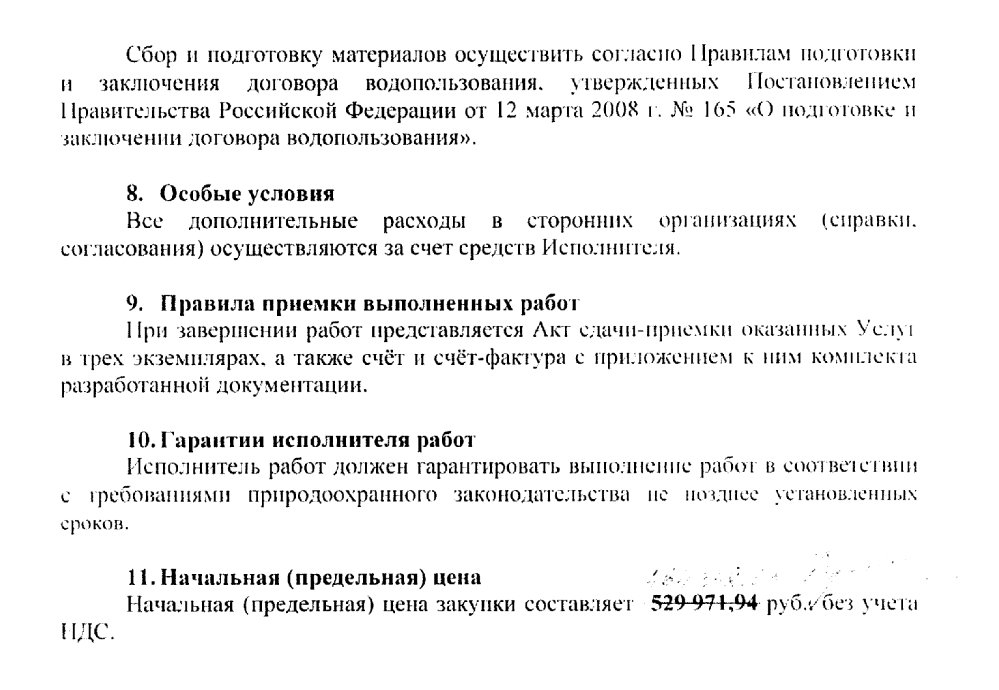 Сбор и подготовку материалов осуществить согласно Правилам подготовки
и заключения договора водопользования, утвержденных Постановлением
Правительства Российской Федерации от 12 марта 2008 г. № 165 «О подготовке и
заключении договора водопользования».
8. Особые условия
Все дополнительные расходы в сторонних организациях (справки,
согласования) осуществляются за счет средств Исполнителя.
9. Правила приемки выполненных работ
При завершении работ представляется Акт сдачи-приемки оказанных Услуг
в трех экземплярах, а также счёт и счёт-фактура с приложением к ним комплекта
разработанной документации.
10. Гарантии исполнителя работ
Исполнитель работ должен гарантировать выполнение работ в соответствии
с требованиями природоохранного законодательства не позднее установленных
сроков.
11. Начальная (предельная) цена
Начальная (предельная) цена закупки составляет 529 971,94 руб. без учета
НДС.